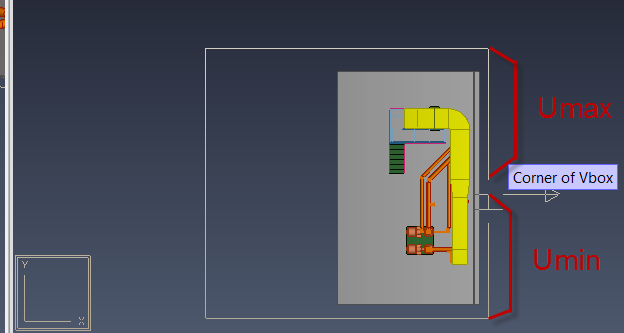 Umax
Corner of Vbox
Umin
Y
X